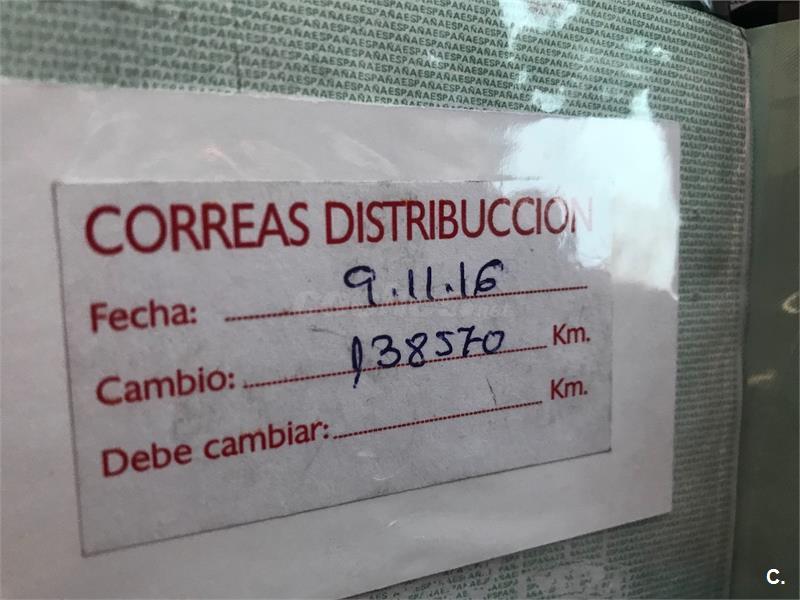 CORREAS DISTRIBUCCION
Fecha: 9.11.16
Cambio: 138570 Km.
Debe cambiar: Km.
C.